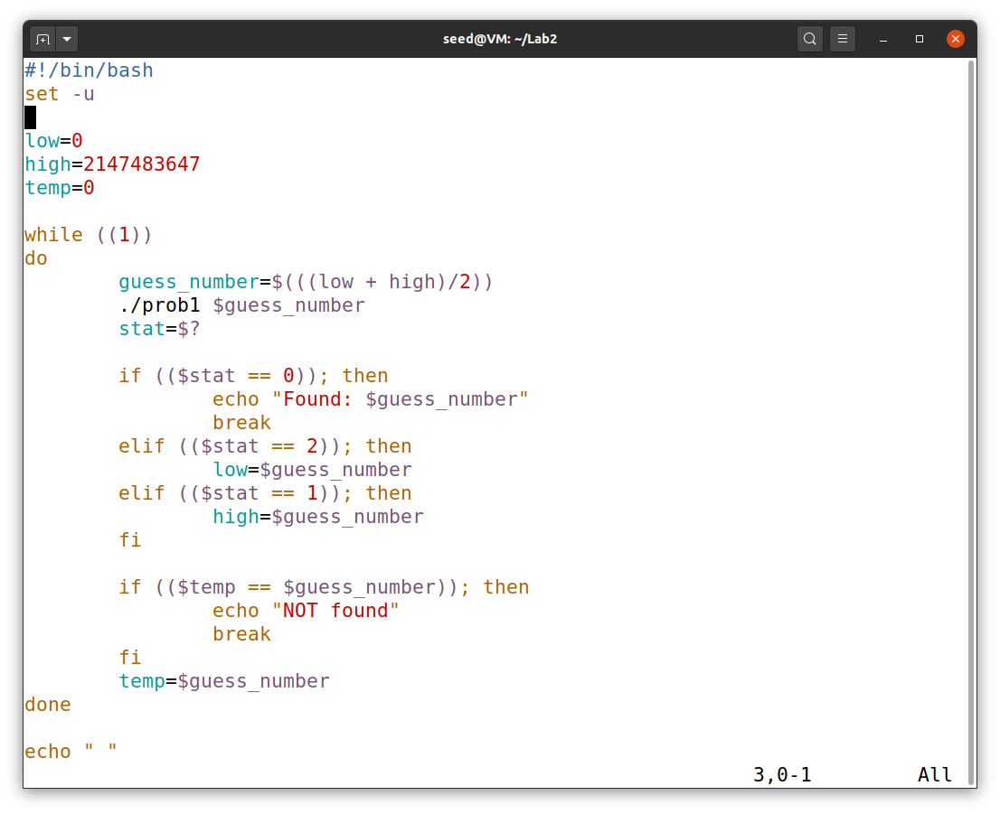 seed@VM: ~/Lab2
#!/bin/bash
set -u

low=0
high=2147483647
temp=0

while ((1))
do
        guess_number=$(((low + high)/2))
        ./prob1 $guess_number
        stat=$?

        if (($stat == 0)); then
                echo "Found: $guess_number"
                break
        elif (($stat == 2)); then
                low=$guess_number
        elif (($stat == 1)); then
                high=$guess_number
        fi

        if (($temp == $guess_number)); then
                echo "NOT found"
                break
        fi
        temp=$guess_number
done

echo " "
3,0-1         All